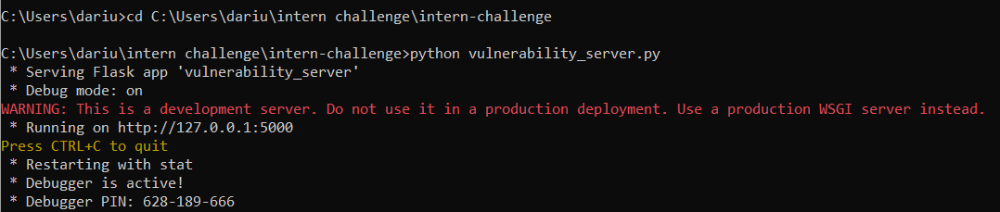 C:\Users\dariu>cd C:\Users\dariu\intern challenge\intern-challenge
C:\Users\dariu\intern challenge\intern-challenge>python vulnerability_server.py
* Serving Flask app 'vulnerability_server'
* Debug mode: on
WARNING: This is a development server. Do not use it in a production deployment. Use a production WSGI server instead.
* Running on http://127.0.0.1:5000
Press CTRL+C to quit
* Restarting with stat
* Debugger is active!
* Debugger PIN: 628-189-666